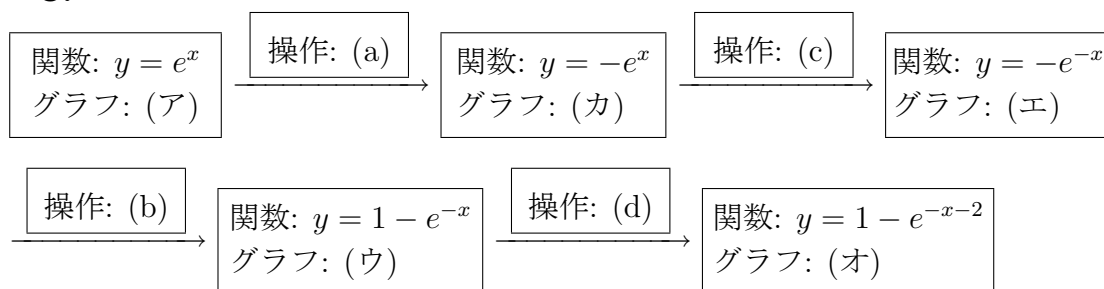 操作: (a)
操作: (c)
関数: y = e^x
グラフ: (ア)
関数: y = -e^x
グラフ: (カ)
関数: y = -e^{-x}
グラフ: (エ)
操作: (b)
操作: (d)
関数: y = 1 - e^{-x}
グラフ: (ウ)
関数: y = 1 - e^{-x-2}
グラフ: (オ)